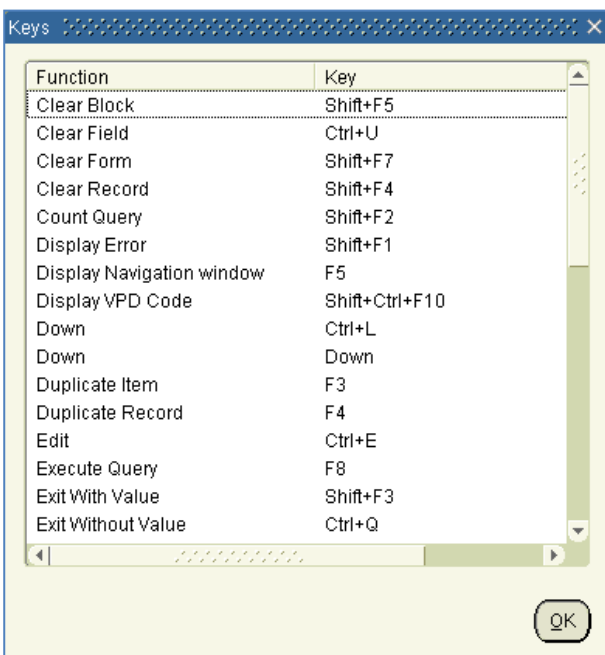 Keys
Function Key
Clear Block Shift+F5
Clear Field Ctrl+U
Clear Form Shift+F7
Clear Record Shift+F4
Count Query Shift+F2
Display Error Shift+F1
Display Navigation window F5
Display VPD Code Shift+Ctrl+F10
Down Ctrl+L
Down Down
Duplicate Item F3
Duplicate Record F4
Edit Ctrl+E
Execute Query F8
Exit With Value Shift+F3
Exit Without Value Ctrl+Q
OK